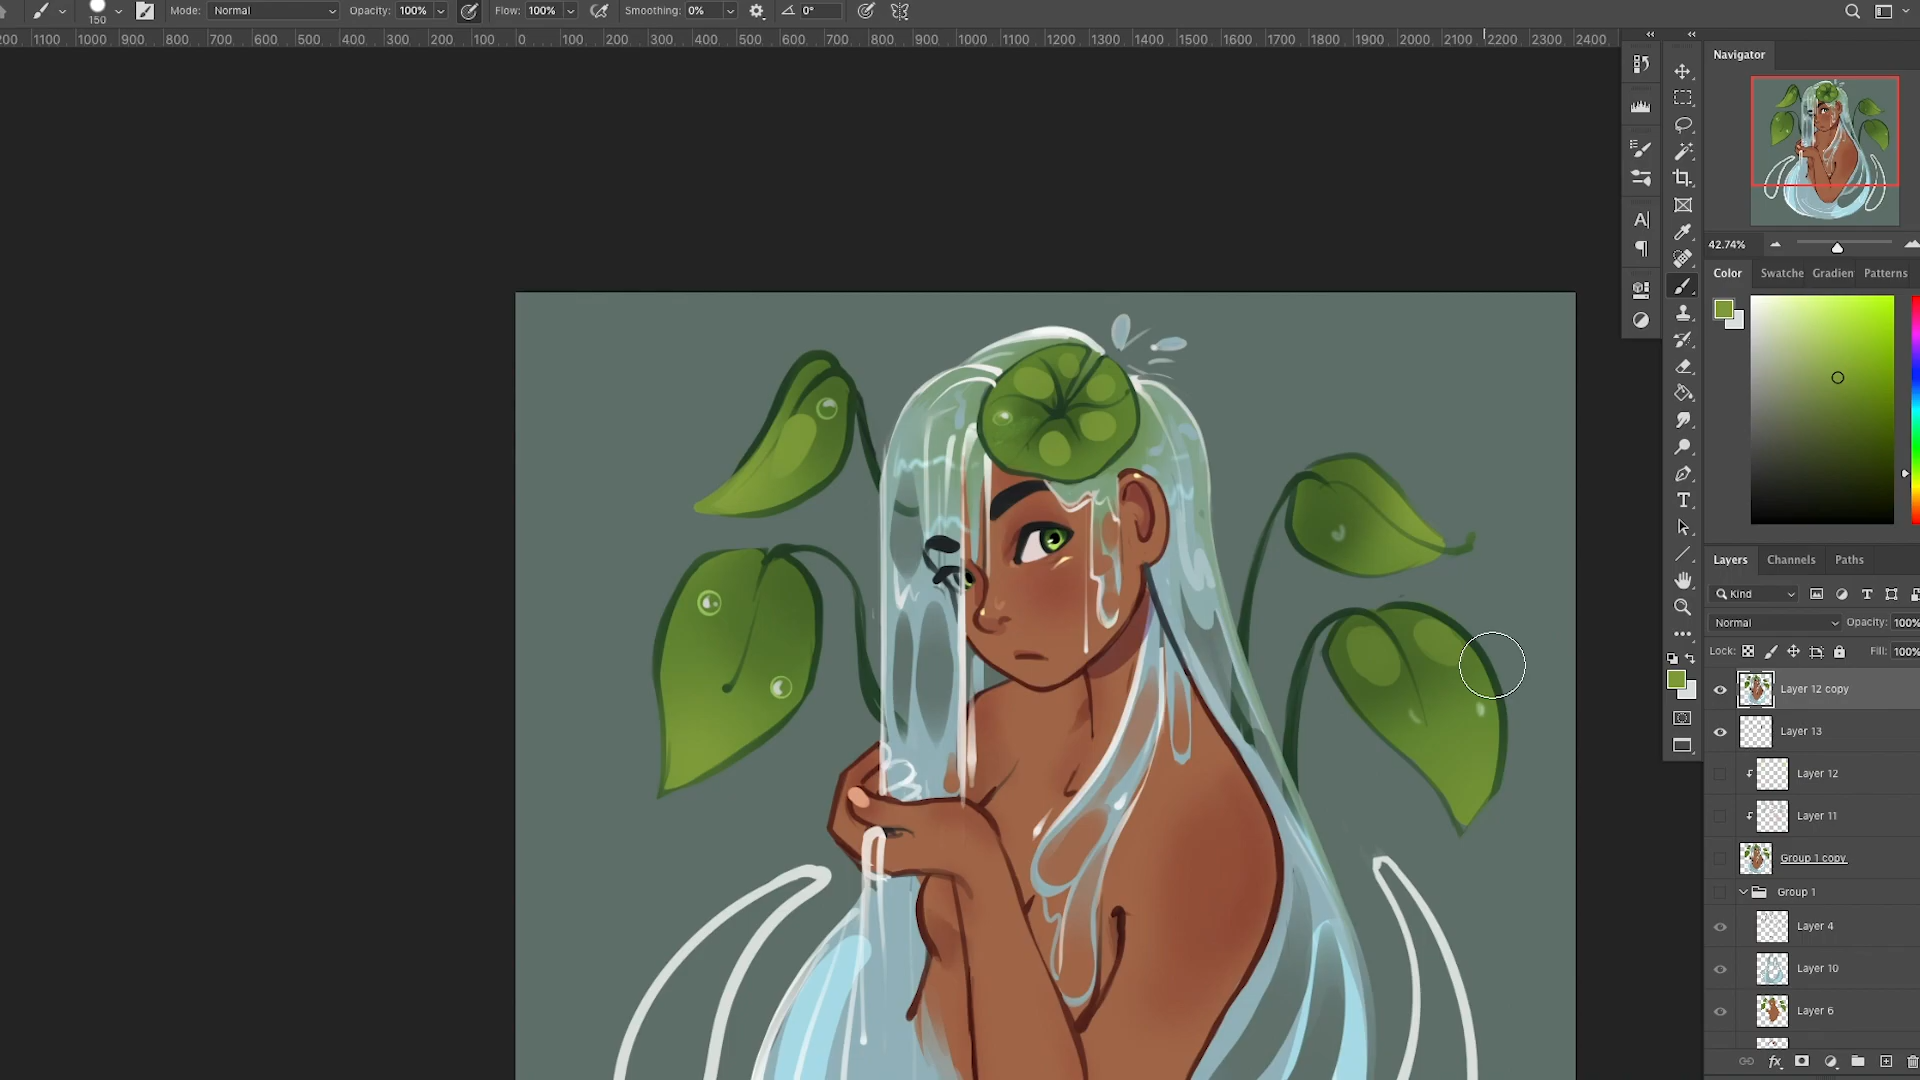 Mode: Normal Opacity: 100% Flow: 100% Smoothing: 0% 0°
150
200 1100 1000 900 800 700 600 500 400 300 200 100 0 100 200 300 400 500 600 700 800 900 1000 1100 1200 1300 1400 1500 1600 1700 1800 1900 2000 2100 2200 2300 2400
Navigator
42.74%
Color Swatche Gradien Patterns
Layers Channels Paths
Kind
Normal Opacity: 100%
Lock: Fill: 100%
Layer 12 copy
Layer 13
Layer 12
Layer 11
Group 1 copy
Group 1
Layer 4
Layer 10
Layer 6